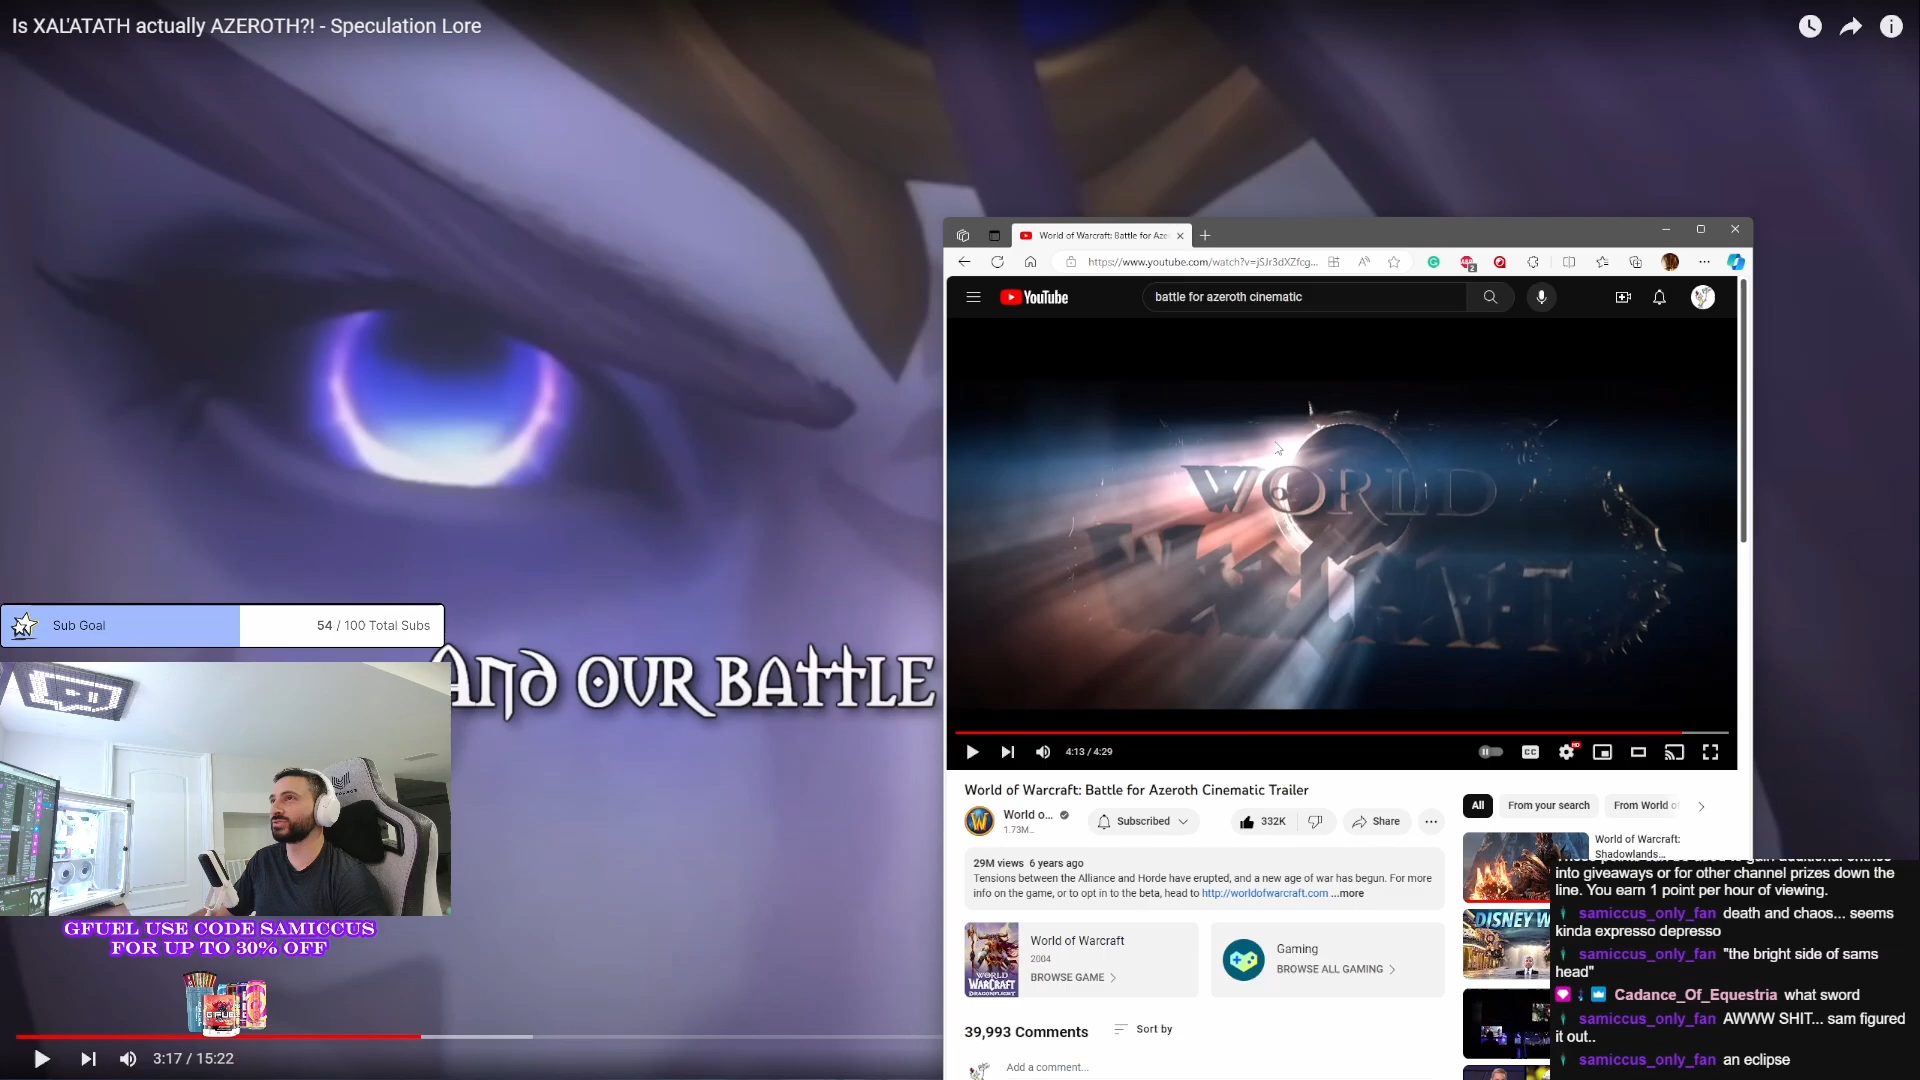 Is XAL'ATATH actually AZEROTH?! - Speculation Lore
World of Warcraft: Battle for Aze
https://www.youtube.com/watch?v=jSJr3dXZfcg...
2
YouTube
battle for azeroth cinematic
WORLD
WARCRAFT
4:13 / 4:29
CC
HD
Sub Goal
54 / 100 Total Subs
AND OUR BATTLE
World of Warcraft: Battle for Azeroth Cinematic Trailer
World o...
1.73M...
Subscribed
332K
Share
All
From your search
From World o
29M views 6 years ago
Tensions between the Alliance and Horde have erupted, and a new age of war has begun. For more
info on the game, or to opt in to the beta, head to http://worldofwarcraft.com ...more
World of Warcraft:
Shadowlands...
World of Warcraft
2004
BROWSE GAME
WORLD
WARCRAFT
DRAGONFLIGHT
Gaming
BROWSE ALL GAMING
DISNEY W
39,993 Comments
Sort by
Add a comment...
GFUEL USE CODE SAMICCUS
FOR UP TO 30% OFF
GFUEL
3:17 / 15:22
into giveaways or for other channel prizes down the
line. You earn 1 point per hour of viewing.
samiccus_only_fan death and chaos... seems
kinda expresso depresso
samiccus_only_fan "the bright side of sams
head"
Cadance_Of_Equestria what sword
samiccus_only_fan AWWW SHIT... sam figured
it out..
samiccus_only_fan an eclipse